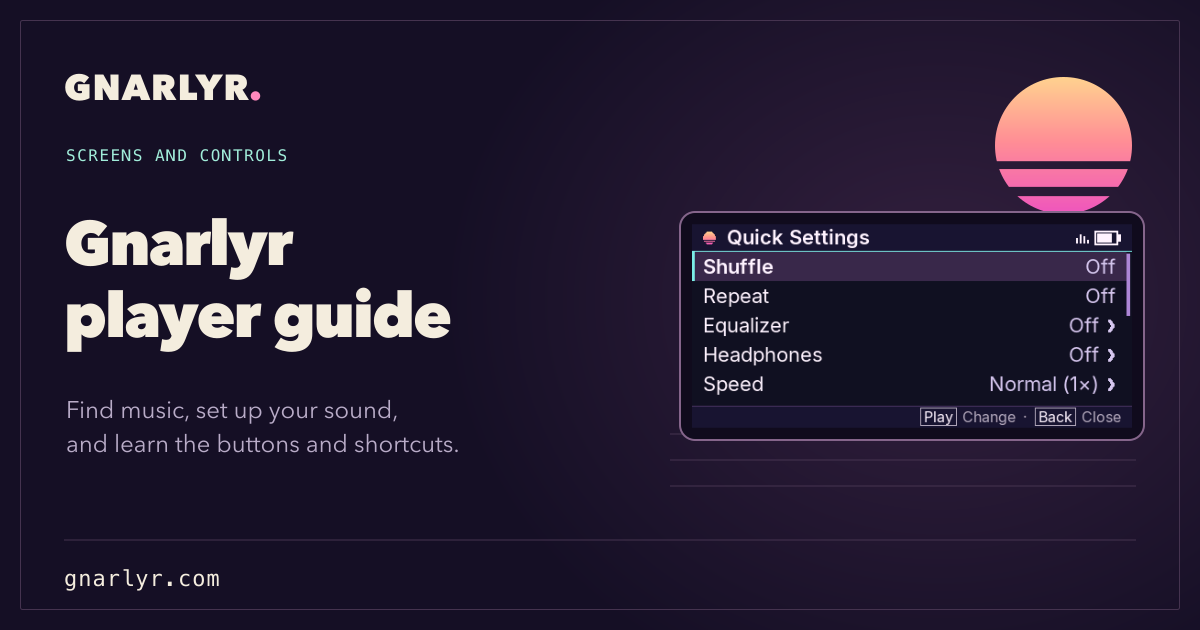 GNARLYR.
SCREENS AND CONTROLS
Gnarlyr
player guide
Find music, set up your sound,
and learn the buttons and shortcuts.
Quick Settings
Shuffle Off
Repeat Off
Equalizer Off ›
Headphones Off ›
Speed Normal (1×) ›
Play Change · Back Close
gnarlyr.com